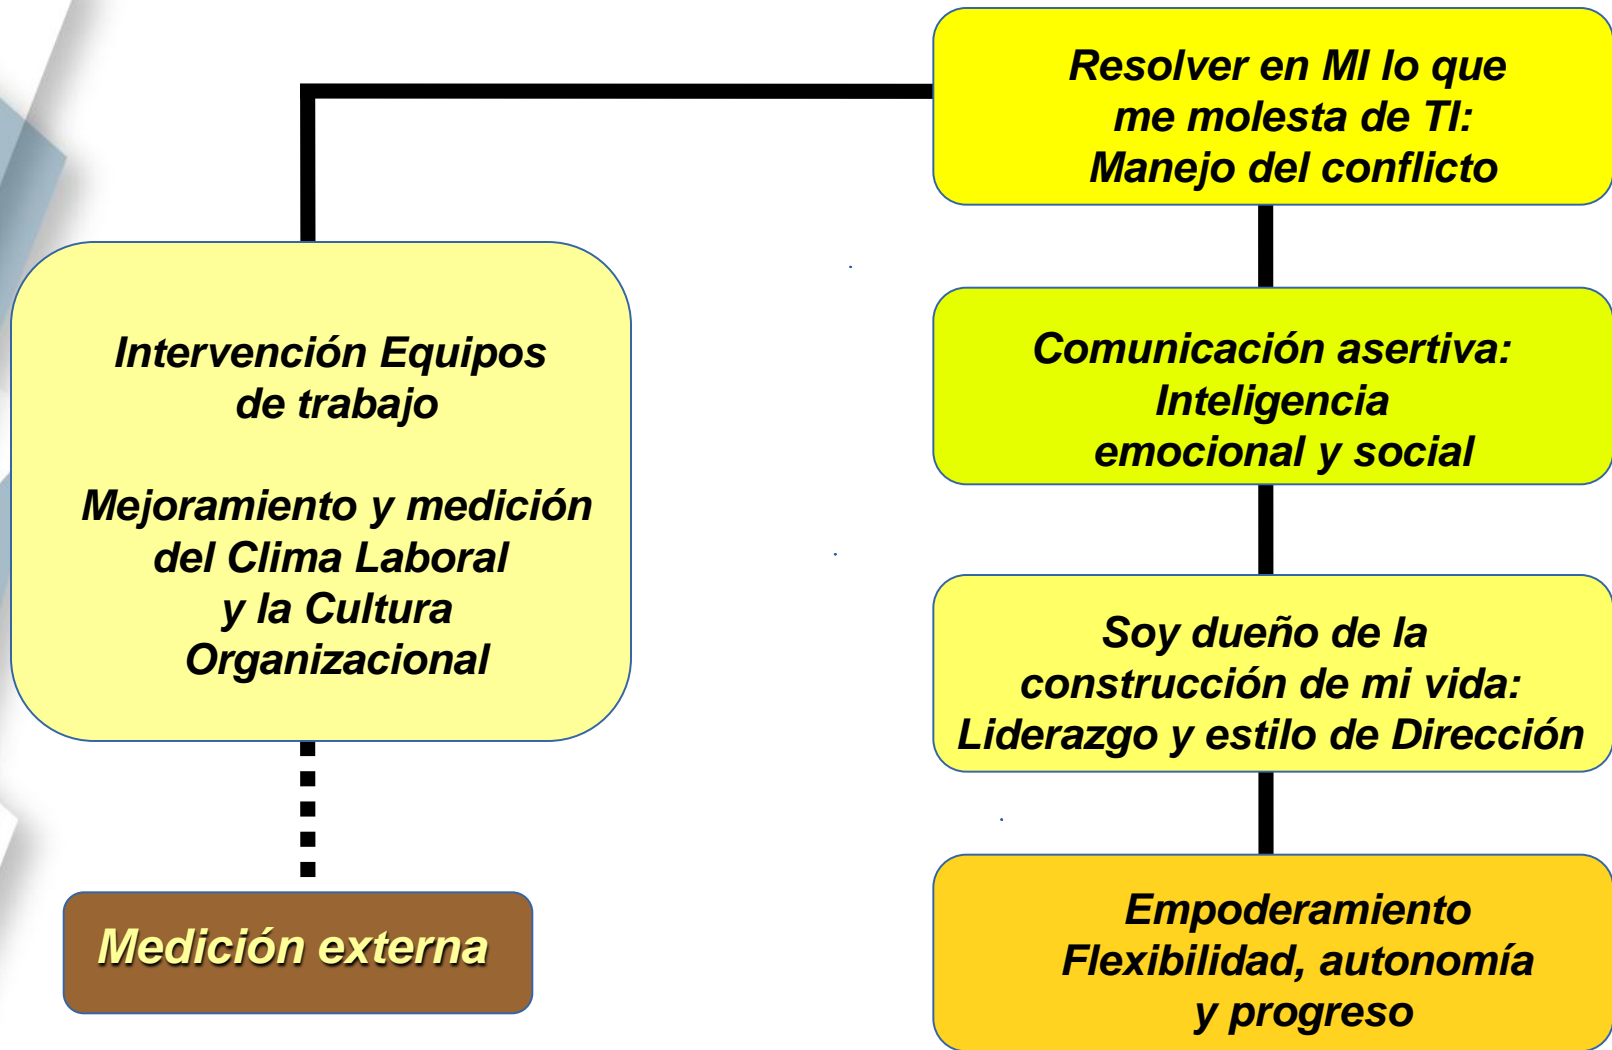 Intervención Equipos
de trabajo
Mejoramiento y medición
del Clima Laboral
y la Cultura
Organizacional
Medición externa
Resolver en MI lo que
me molesta de TI:
Manejo del conflicto
Comunicación asertiva:
Inteligencia
emocional y social
Soy dueño de la
construcción de mi vida:
Liderazgo y estilo de Dirección
Empoderamiento
Flexibilidad, autonomía
y progreso